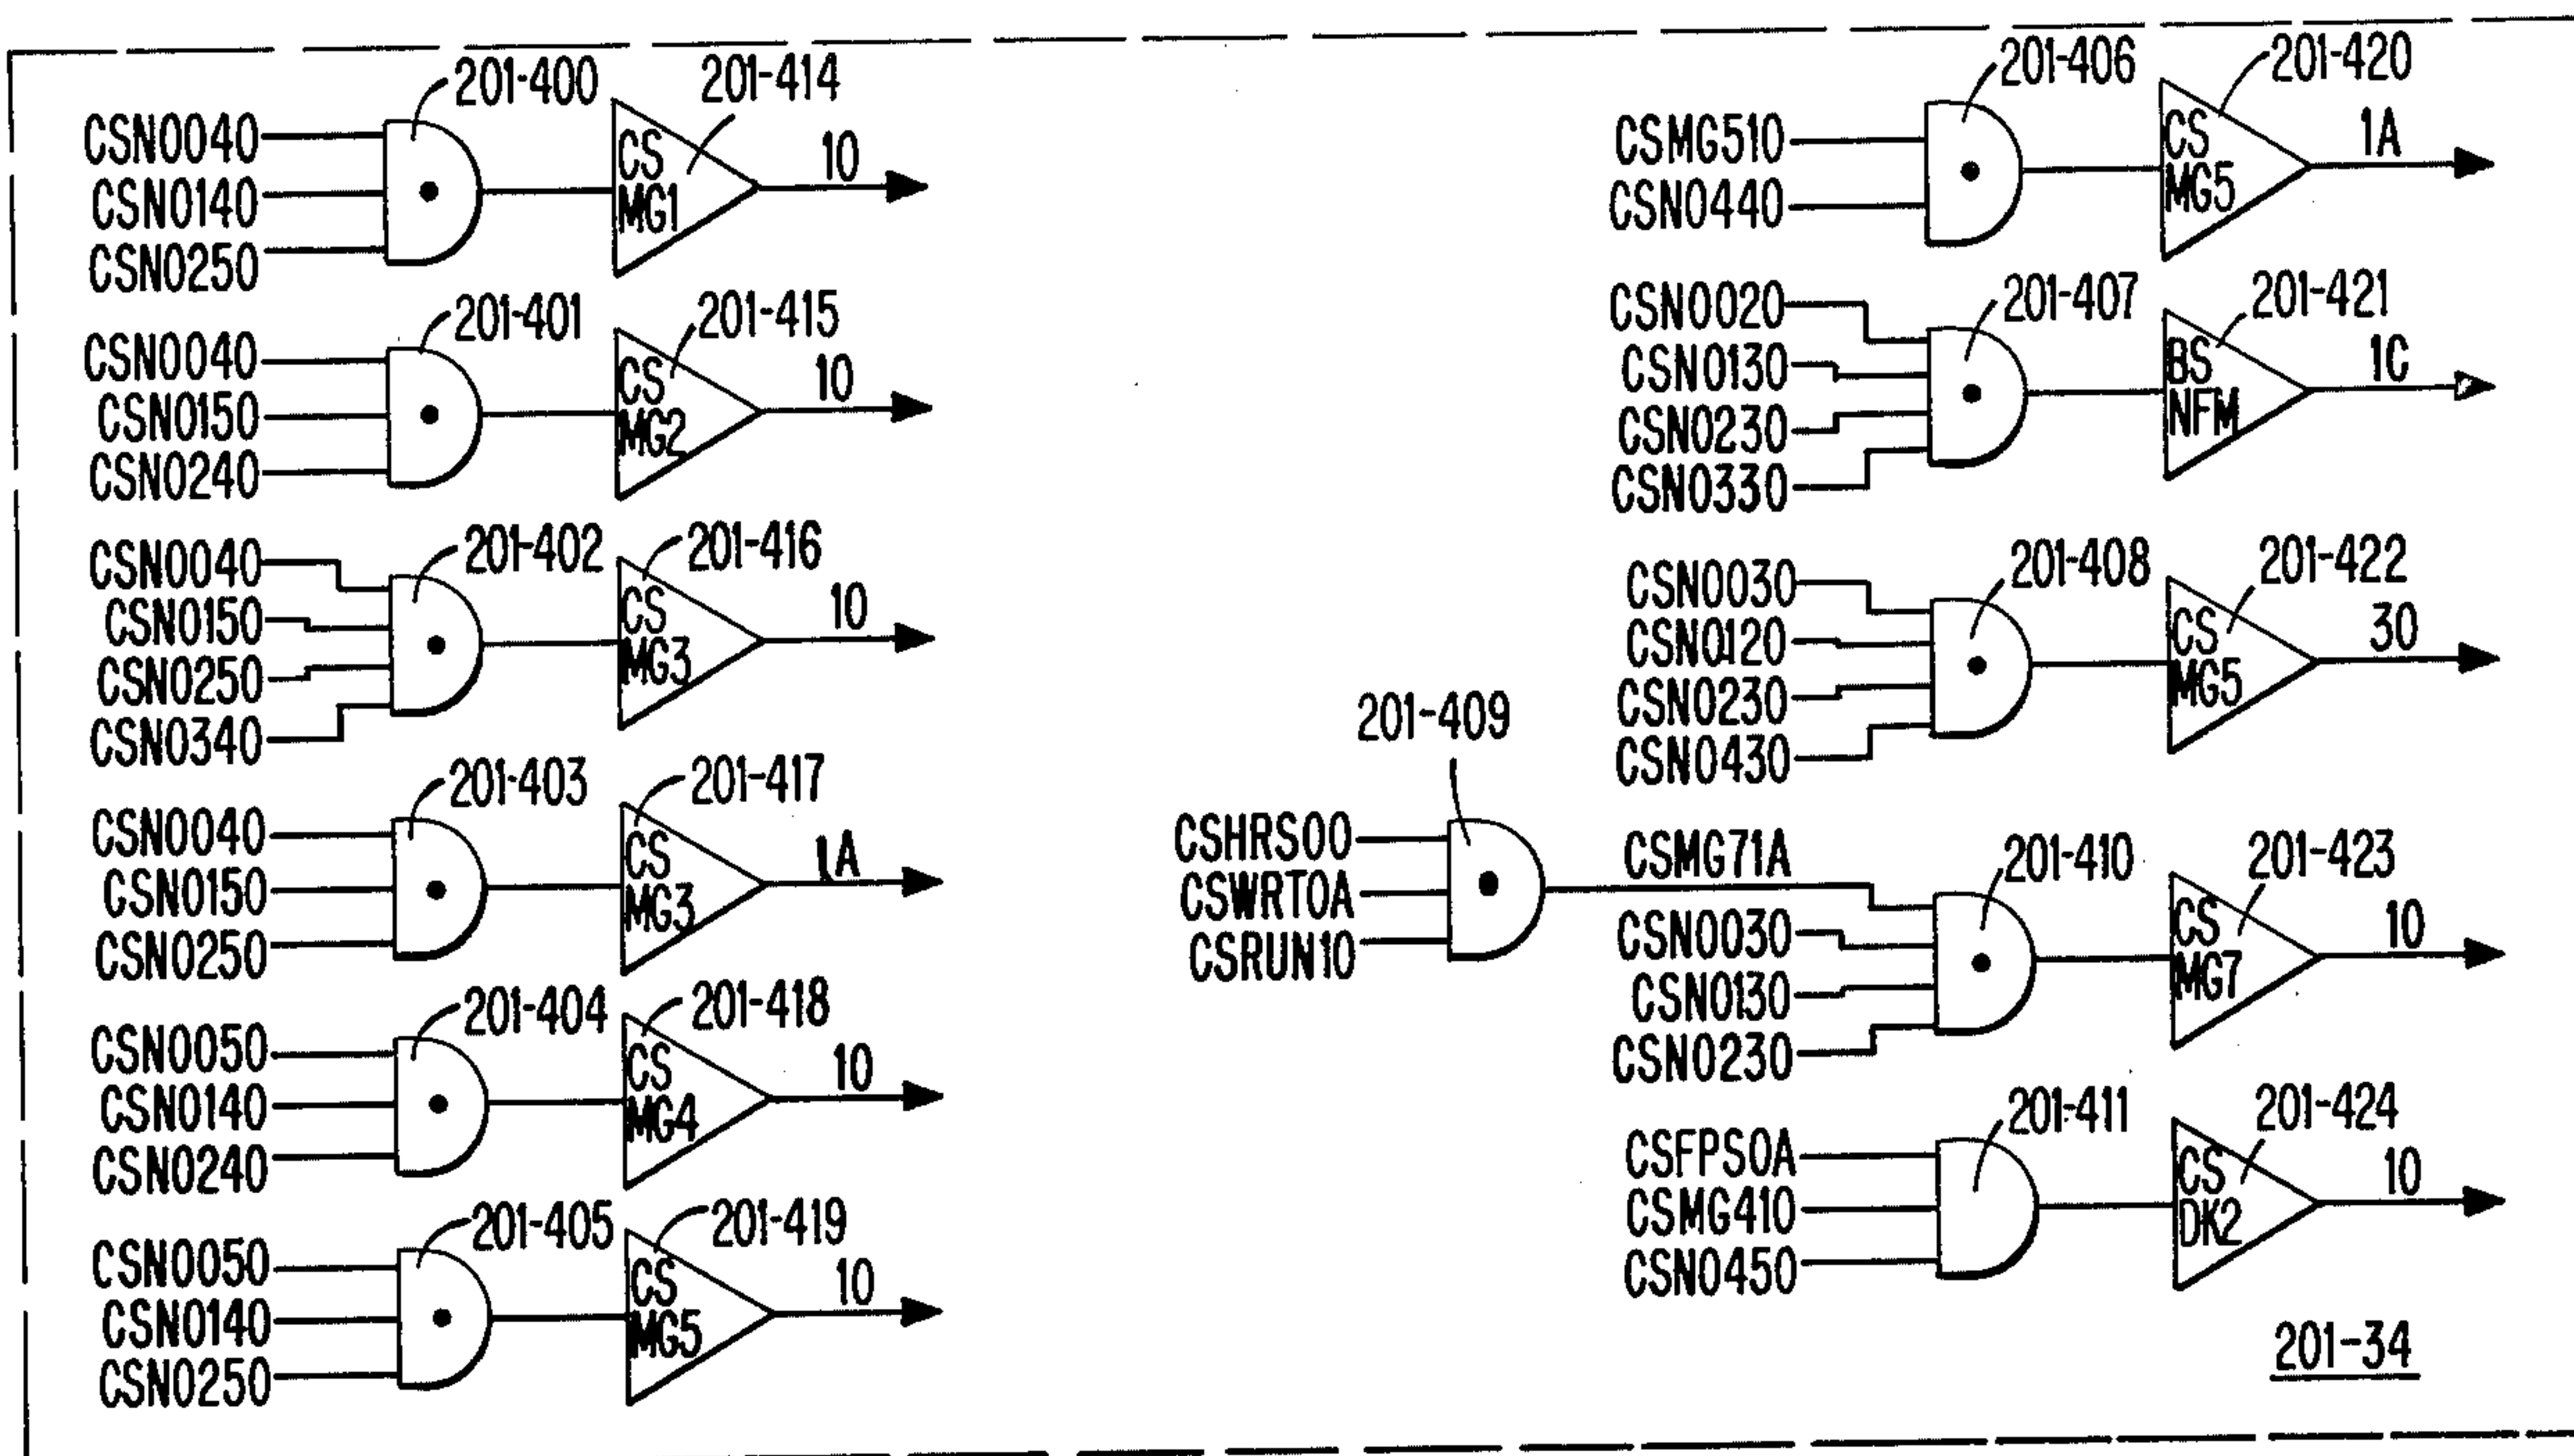 201-400
201-414
CSN0040
CSN0140
CSN0250
CS
MG1
10
201-401
201-415
CSN0040
CSN0150
CSN0240
CS
MG2
10
201-402
201-416
CSN0040
CSN0150
CSN0250
CSN0340
CS
MG3
10
201-403
201-417
CSN0040
CSN0150
CSN0250
CS
MG3
1A
201-404
201-418
CSN0050
CSN0140
CSN0240
CS
MG4
10
201-405
201-419
CSN0050
CSN0140
CSN0250
CS
MG5
10
201-406
201-420
CSMG510
CSN0440
CS
MG5
1A
201-407
201-421
CSN0020
CSN0130
CSN0230
CSN0330
BS
NFM
1C
201-408
201-422
CSN0030
CSN0120
CSN0230
CSN0430
CS
MG5
30
201-409
CSHRS00
CSWRT0A
CSRUN10
CSMG71A
201-410
201-423
CSN0030
CSN0130
CSN0230
CS
MG7
10
201-411
201-424
CSFPS0A
CSMG410
CSN0450
CS
DK2
10
201-34